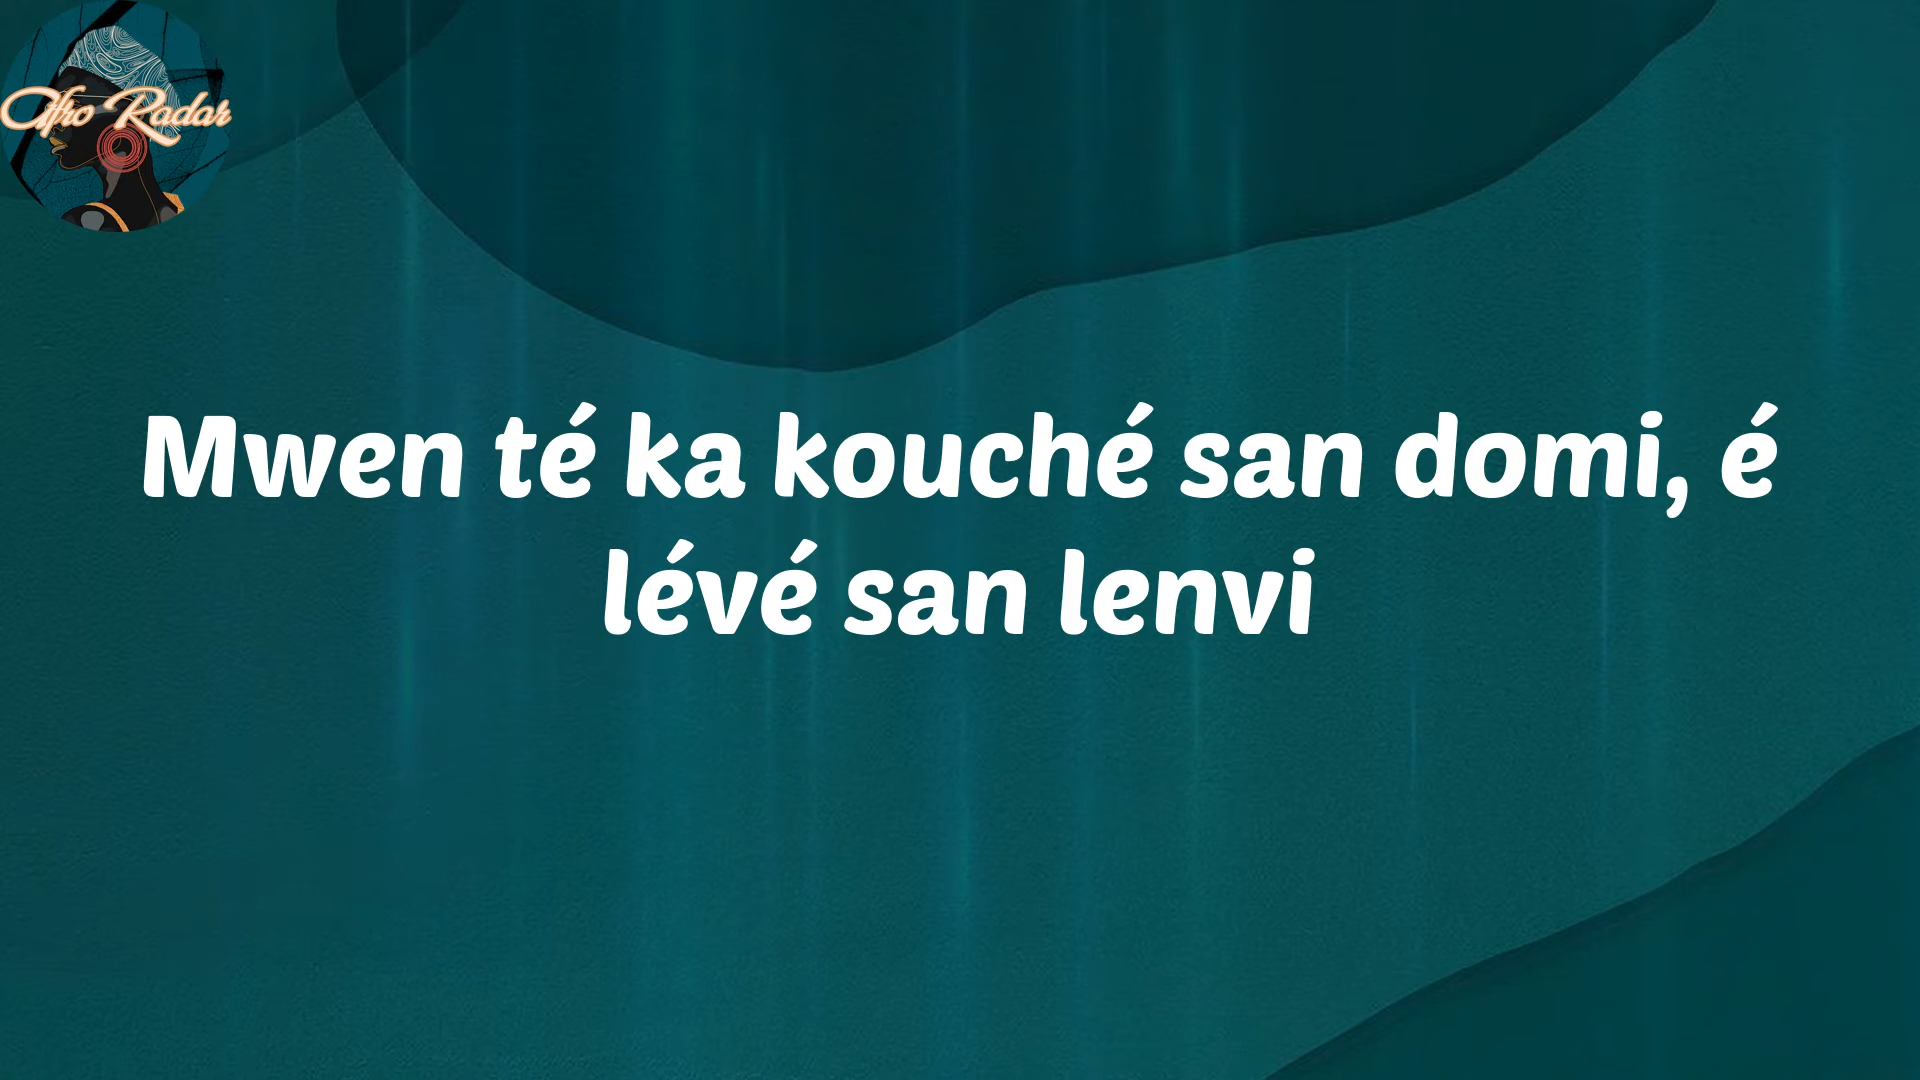 Afro Radar
Mwen té ka kouché san domi, é
lévé san lenvi